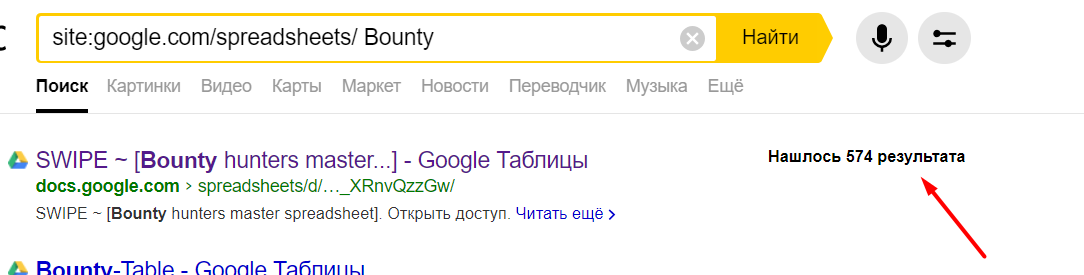 site:google.com/spreadsheets/ Bounty
Найти
Поиск Картинки Видео Карты Маркет Новости Переводчик Музыка Ещё
SWIPE ~ [Bounty hunters master...] - Google Таблицы
Нашлось 574 результата
docs.google.com › spreadsheets/d/…_XRnvQzzGw/
SWIPE ~ [Bounty hunters master spreadsheet]. Открыть доступ. Читать ещё >
Bounty-Table - Google Таблицы